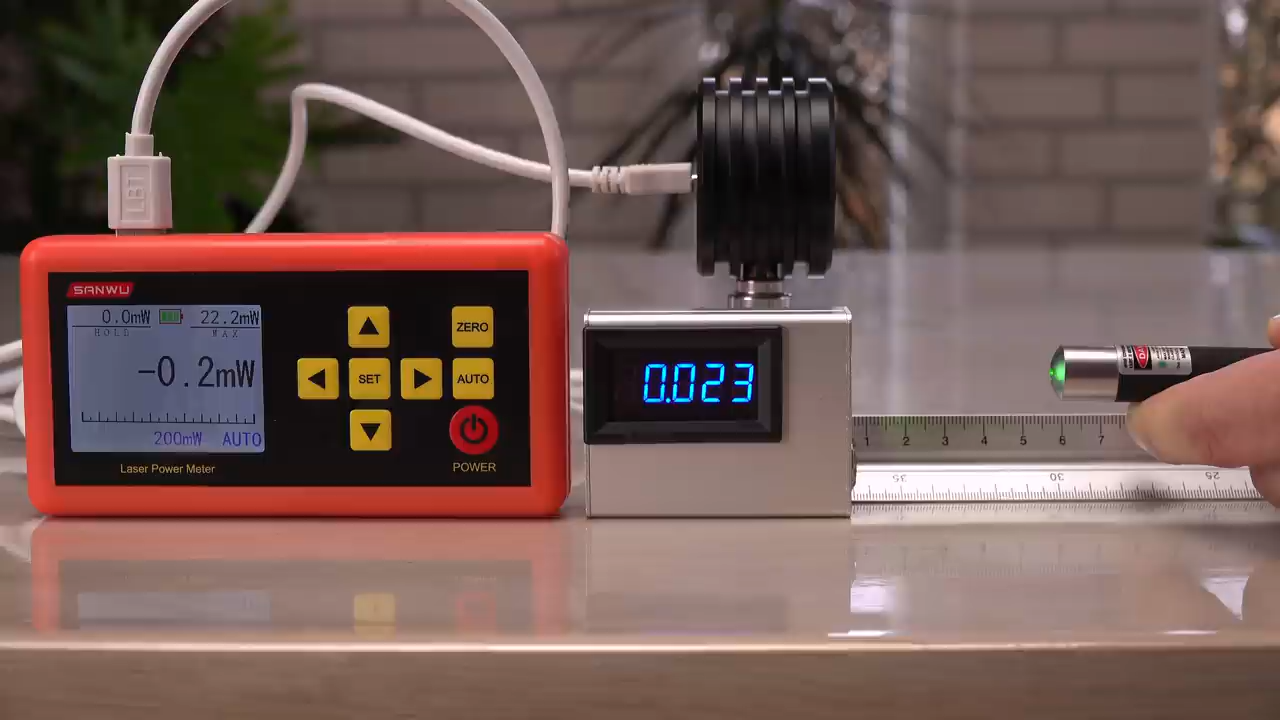 LBT
SANWU
0.0mW 22.2mW
HOLD MAX
-0.2mW
200mW AUTO
Laser Power Meter
SET
ZERO
AUTO
POWER
0.023
1 2 3 4 5 6 7
35 30 25